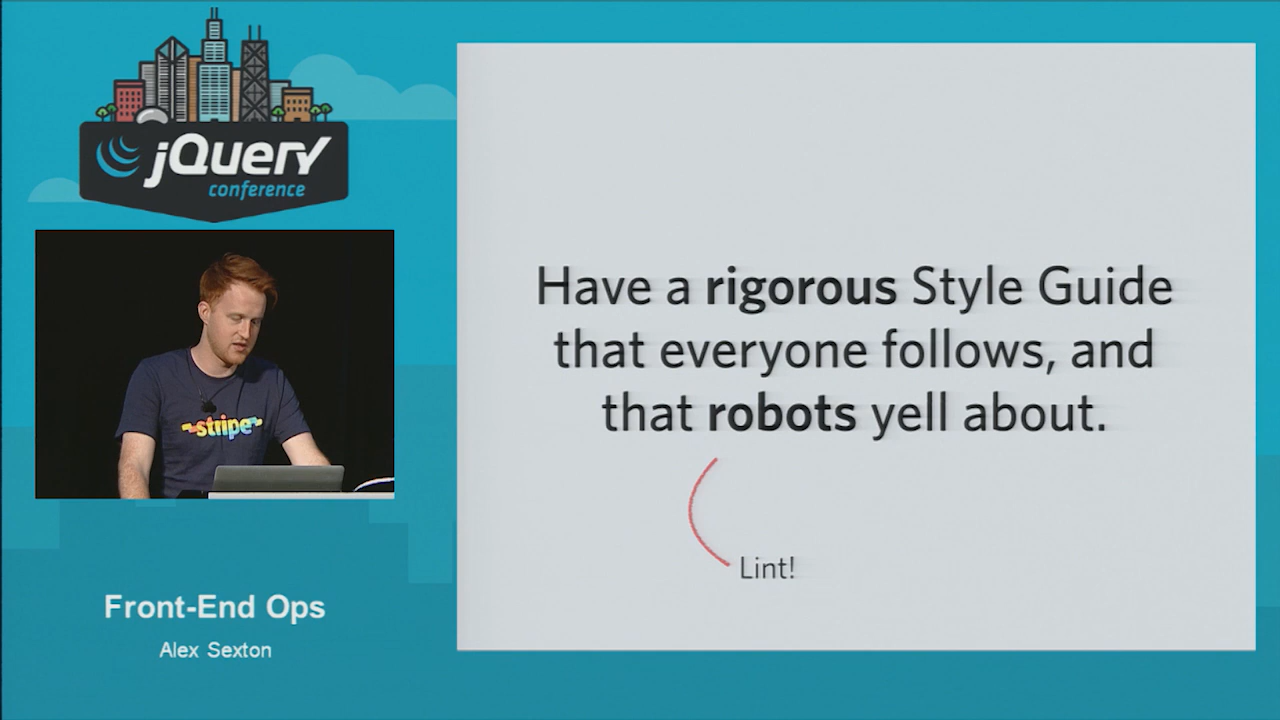 jQuery
conference
stripe
Front-End Ops
Alex Sexton
Have a rigorous Style Guide
that everyone follows, and
that robots yell about.
Lint!